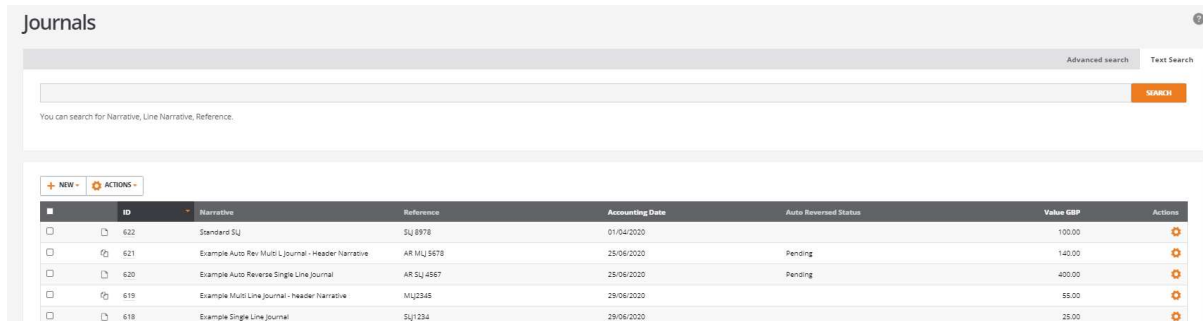 Journals
Advanced search Text Search
SEARCH
You can search for Narrative, Line Narrative, Reference.
NEW ACTIONS
ID Narrative Reference Accounting Date Auto Reversed Status Value GBP Actions
622 Standard SLJ SLJ 8978 01/04/2020 100.00
621 Example Auto Rev Multi L Journal - Header Narrative AR MLJ 5678 25/06/2020 Pending 140.00
620 Example Auto Reverse Single Line Journal AR SLJ 4567 25/06/2020 Pending 400.00
619 Example Multi Line Journal - header Narrative MLJ2345 29/06/2020 55.00
618 Example Single Line Journal SLJ1234 29/06/2020 25.00